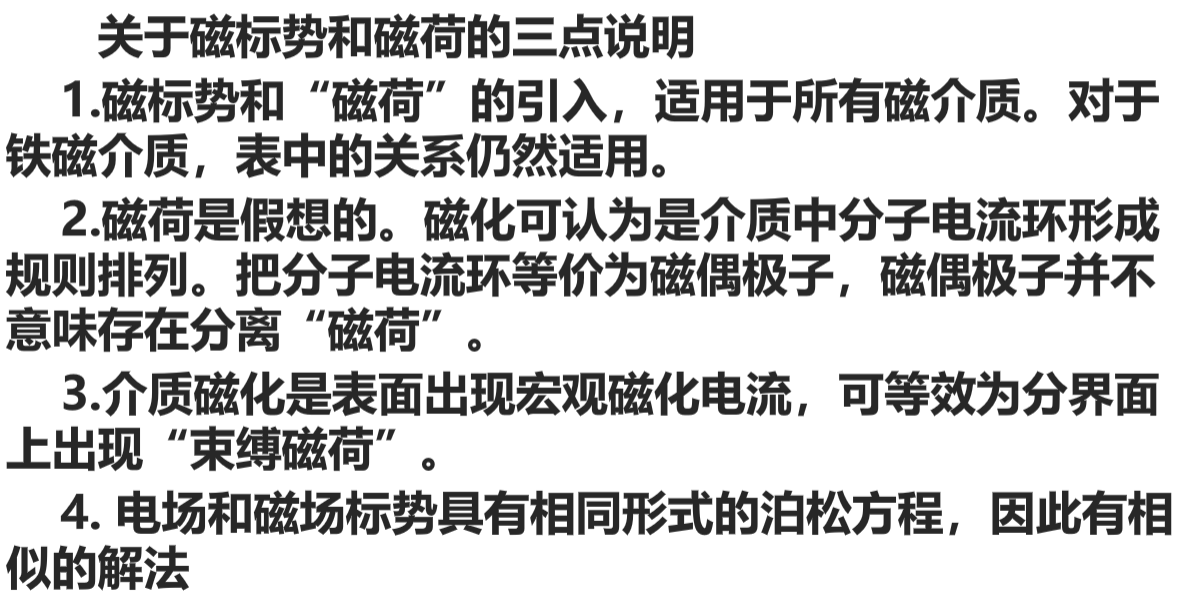 关于磁标势和磁荷的三点说明
1.磁标势和“磁荷”的引入，适用于所有磁介质。对于
铁磁介质，表中的关系仍然适用。
2.磁荷是假想的。磁化可认为是介质中分子电流环形成
规则排列。把分子电流环等价为磁偶极子，磁偶极子并不
意味存在分离“磁荷”。
3.介质磁化是表面出现宏观磁化电流，可等效为分界面
上出现“束缚磁荷”。
4. 电场和磁场标势具有相同形式的泊松方程，因此有相
似的解法